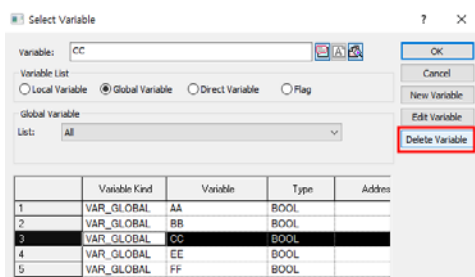 Select Variable
? ×
Variable: CC
OK
Variable List
Cancel
Local Variable Global Variable Direct Variable Flag
New Variable
Global Variable
Edit Variable
List: All
Delete Variable
Variable Kind Variable Type Addres
1 VAR_GLOBAL AA BOOL
2 VAR_GLOBAL BB BOOL
3 VAR_GLOBAL CC BOOL
4 VAR_GLOBAL EE BOOL
5 VAR_GLOBAL FF BOOL